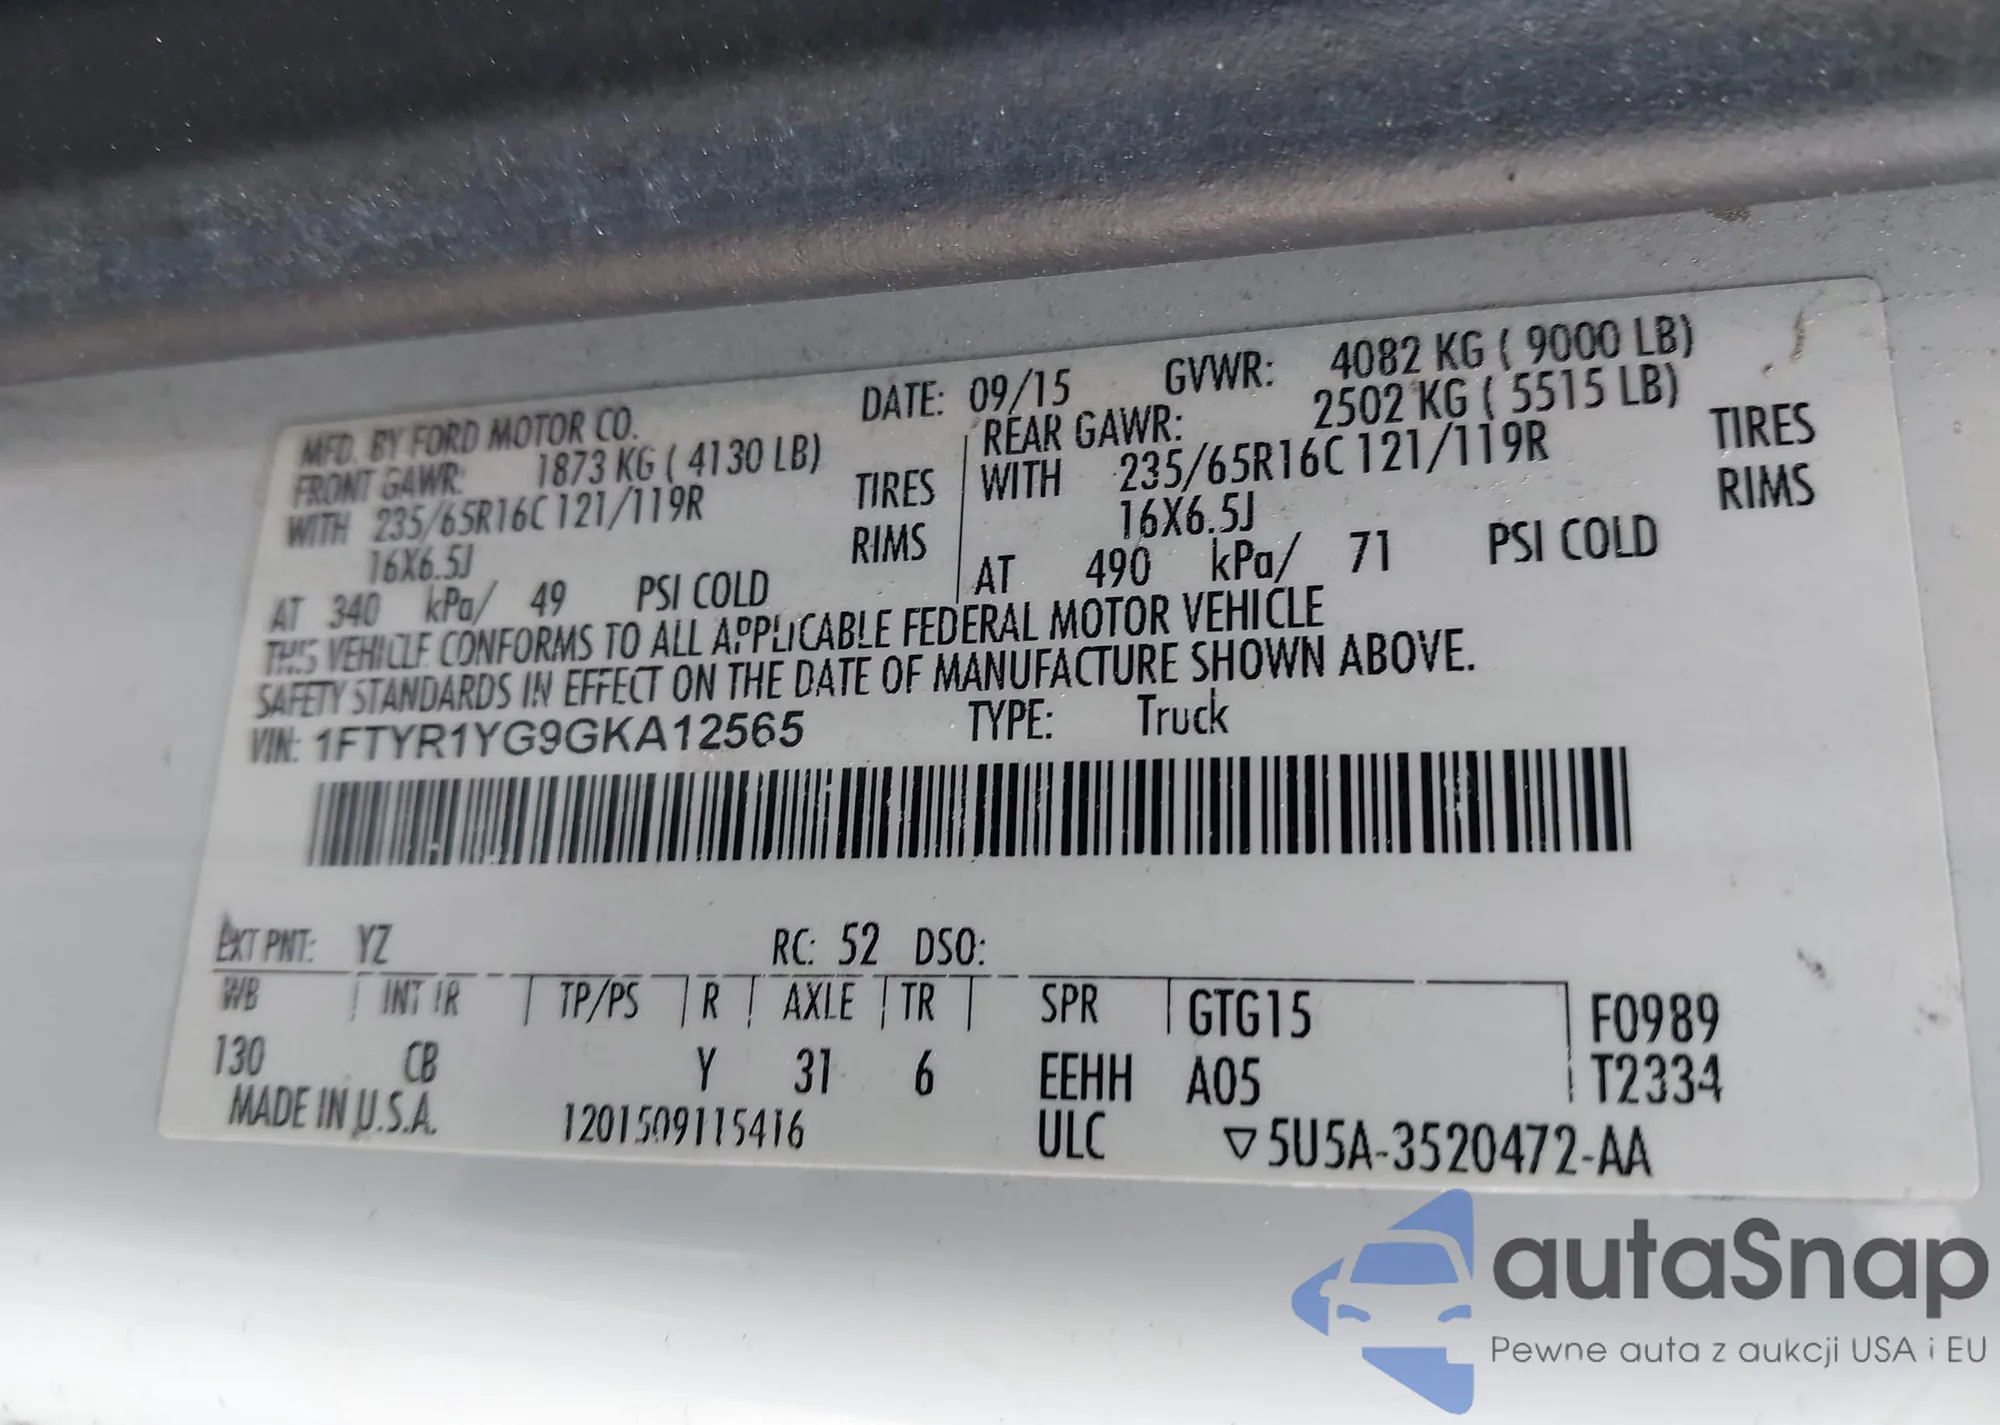 MFD. BY FORD MOTOR CO. DATE: 09/15 GVWR: 4082 KG ( 9000 LB)
FRONT GAWR: 1873 KG ( 4130 LB) REAR GAWR: 2502 KG ( 5515 LB)
WITH 235/65R16C 121/119R TIRES WITH 235/65R16C 121/119R TIRES
16X6.5J RIMS 16X6.5J RIMS
AT 340 kPa/ 49 PSI COLD AT 490 kPa/ 71 PSI COLD
THIS VEHICLE CONFORMS TO ALL APPLICABLE FEDERAL MOTOR VEHICLE
SAFETY STANDARDS IN EFFECT ON THE DATE OF MANUFACTURE SHOWN ABOVE.
VIN: 1FTYR1YG9GKA12565 TYPE: Truck
EXT PNT: YZ RC: 52 DSO:
WB INT TR TP/PS R AXLE TR SPR GTG15 F0989
130 CB Y 31 6 EEHH A05 T2334
MADE IN U.S.A. 1201509115416 ULC ▽5U5A-3520472-AA
autaSnap
Pewne auta z aukcji USA i EU